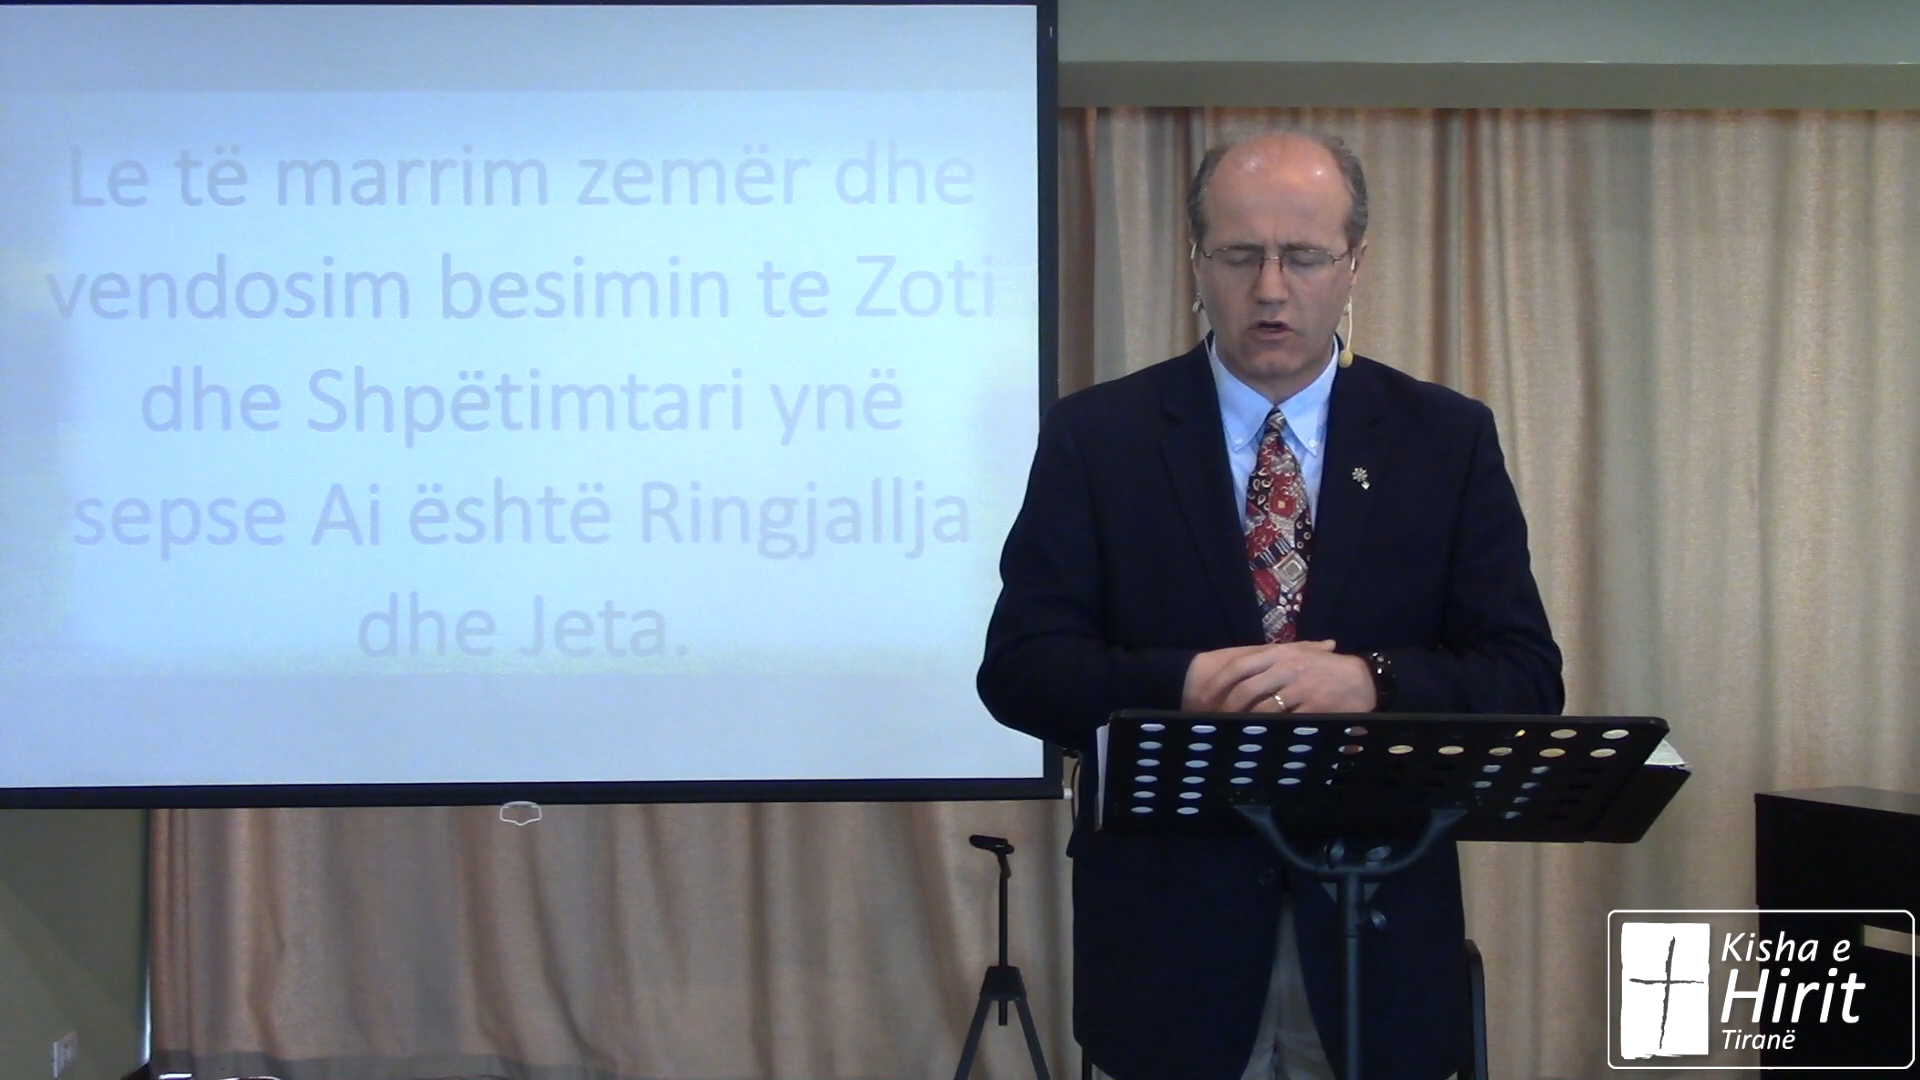 Le të marrim zemër dhe
vendosim besimin te Zoti
dhe Shpëtimtari ynë
sepse Ai është Ringjallja
dhe Jeta.
Kisha e
Hirit
Tiranë